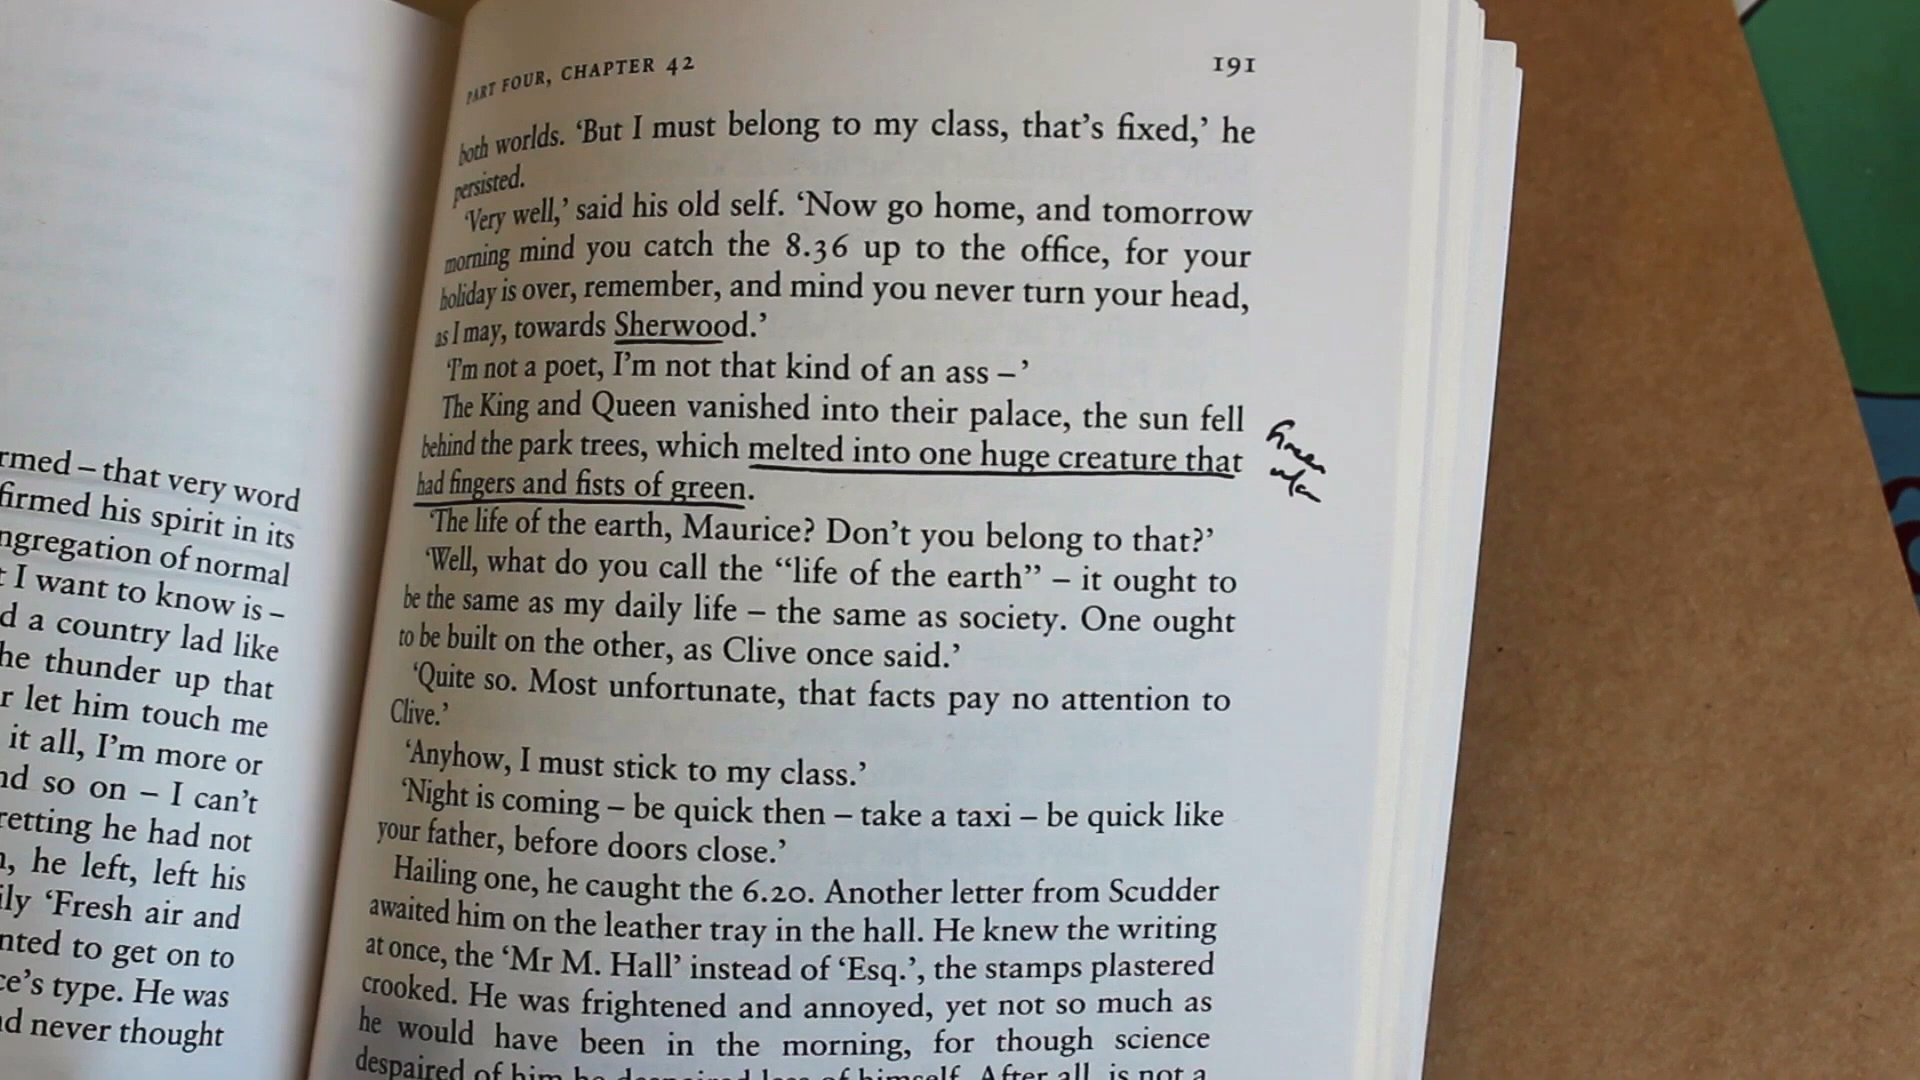 rmed – that very word
firmed his spirit in its
ngregation of normal
t I want to know is –
d a country lad like
he thunder up that
r let him touch me
it all, I'm more or
nd so on – I can't
retting he had not
n, he left, left his
ily 'Fresh air and
nted to get on to
ce's type. He was
nd never thought
PART FOUR, CHAPTER 42 191
both worlds. 'But I must belong to my class, that's fixed,' he
persisted.
'Very well,' said his old self. 'Now go home, and tomorrow
morning mind you catch the 8.36 up to the office, for your
holiday is over, remember, and mind you never turn your head,
as I may, towards Sherwood.'
'I'm not a poet, I'm not that kind of an ass – '
The King and Queen vanished into their palace, the sun fell
behind the park trees, which melted into one huge creature that
had fingers and fists of green.
'The life of the earth, Maurice? Don't you belong to that?'
'Well, what do you call the “life of the earth” – it ought to
be the same as my daily life – the same as society. One ought
to be built on the other, as Clive once said.'
'Quite so. Most unfortunate, that facts pay no attention to
Clive.'
'Anyhow, I must stick to my class.'
'Night is coming – be quick then – take a taxi – be quick like
your father, before doors close.'
Hailing one, he caught the 6.20. Another letter from Scudder
awaited him on the leather tray in the hall. He knew the writing
at once, the 'Mr M. Hall' instead of 'Esq.', the stamps plastered
crooked. He was frightened and annoyed, yet not so much as
he would have been in the morning, for though science
despaired of him he despaired less of himself. After all, is not a
Green
man